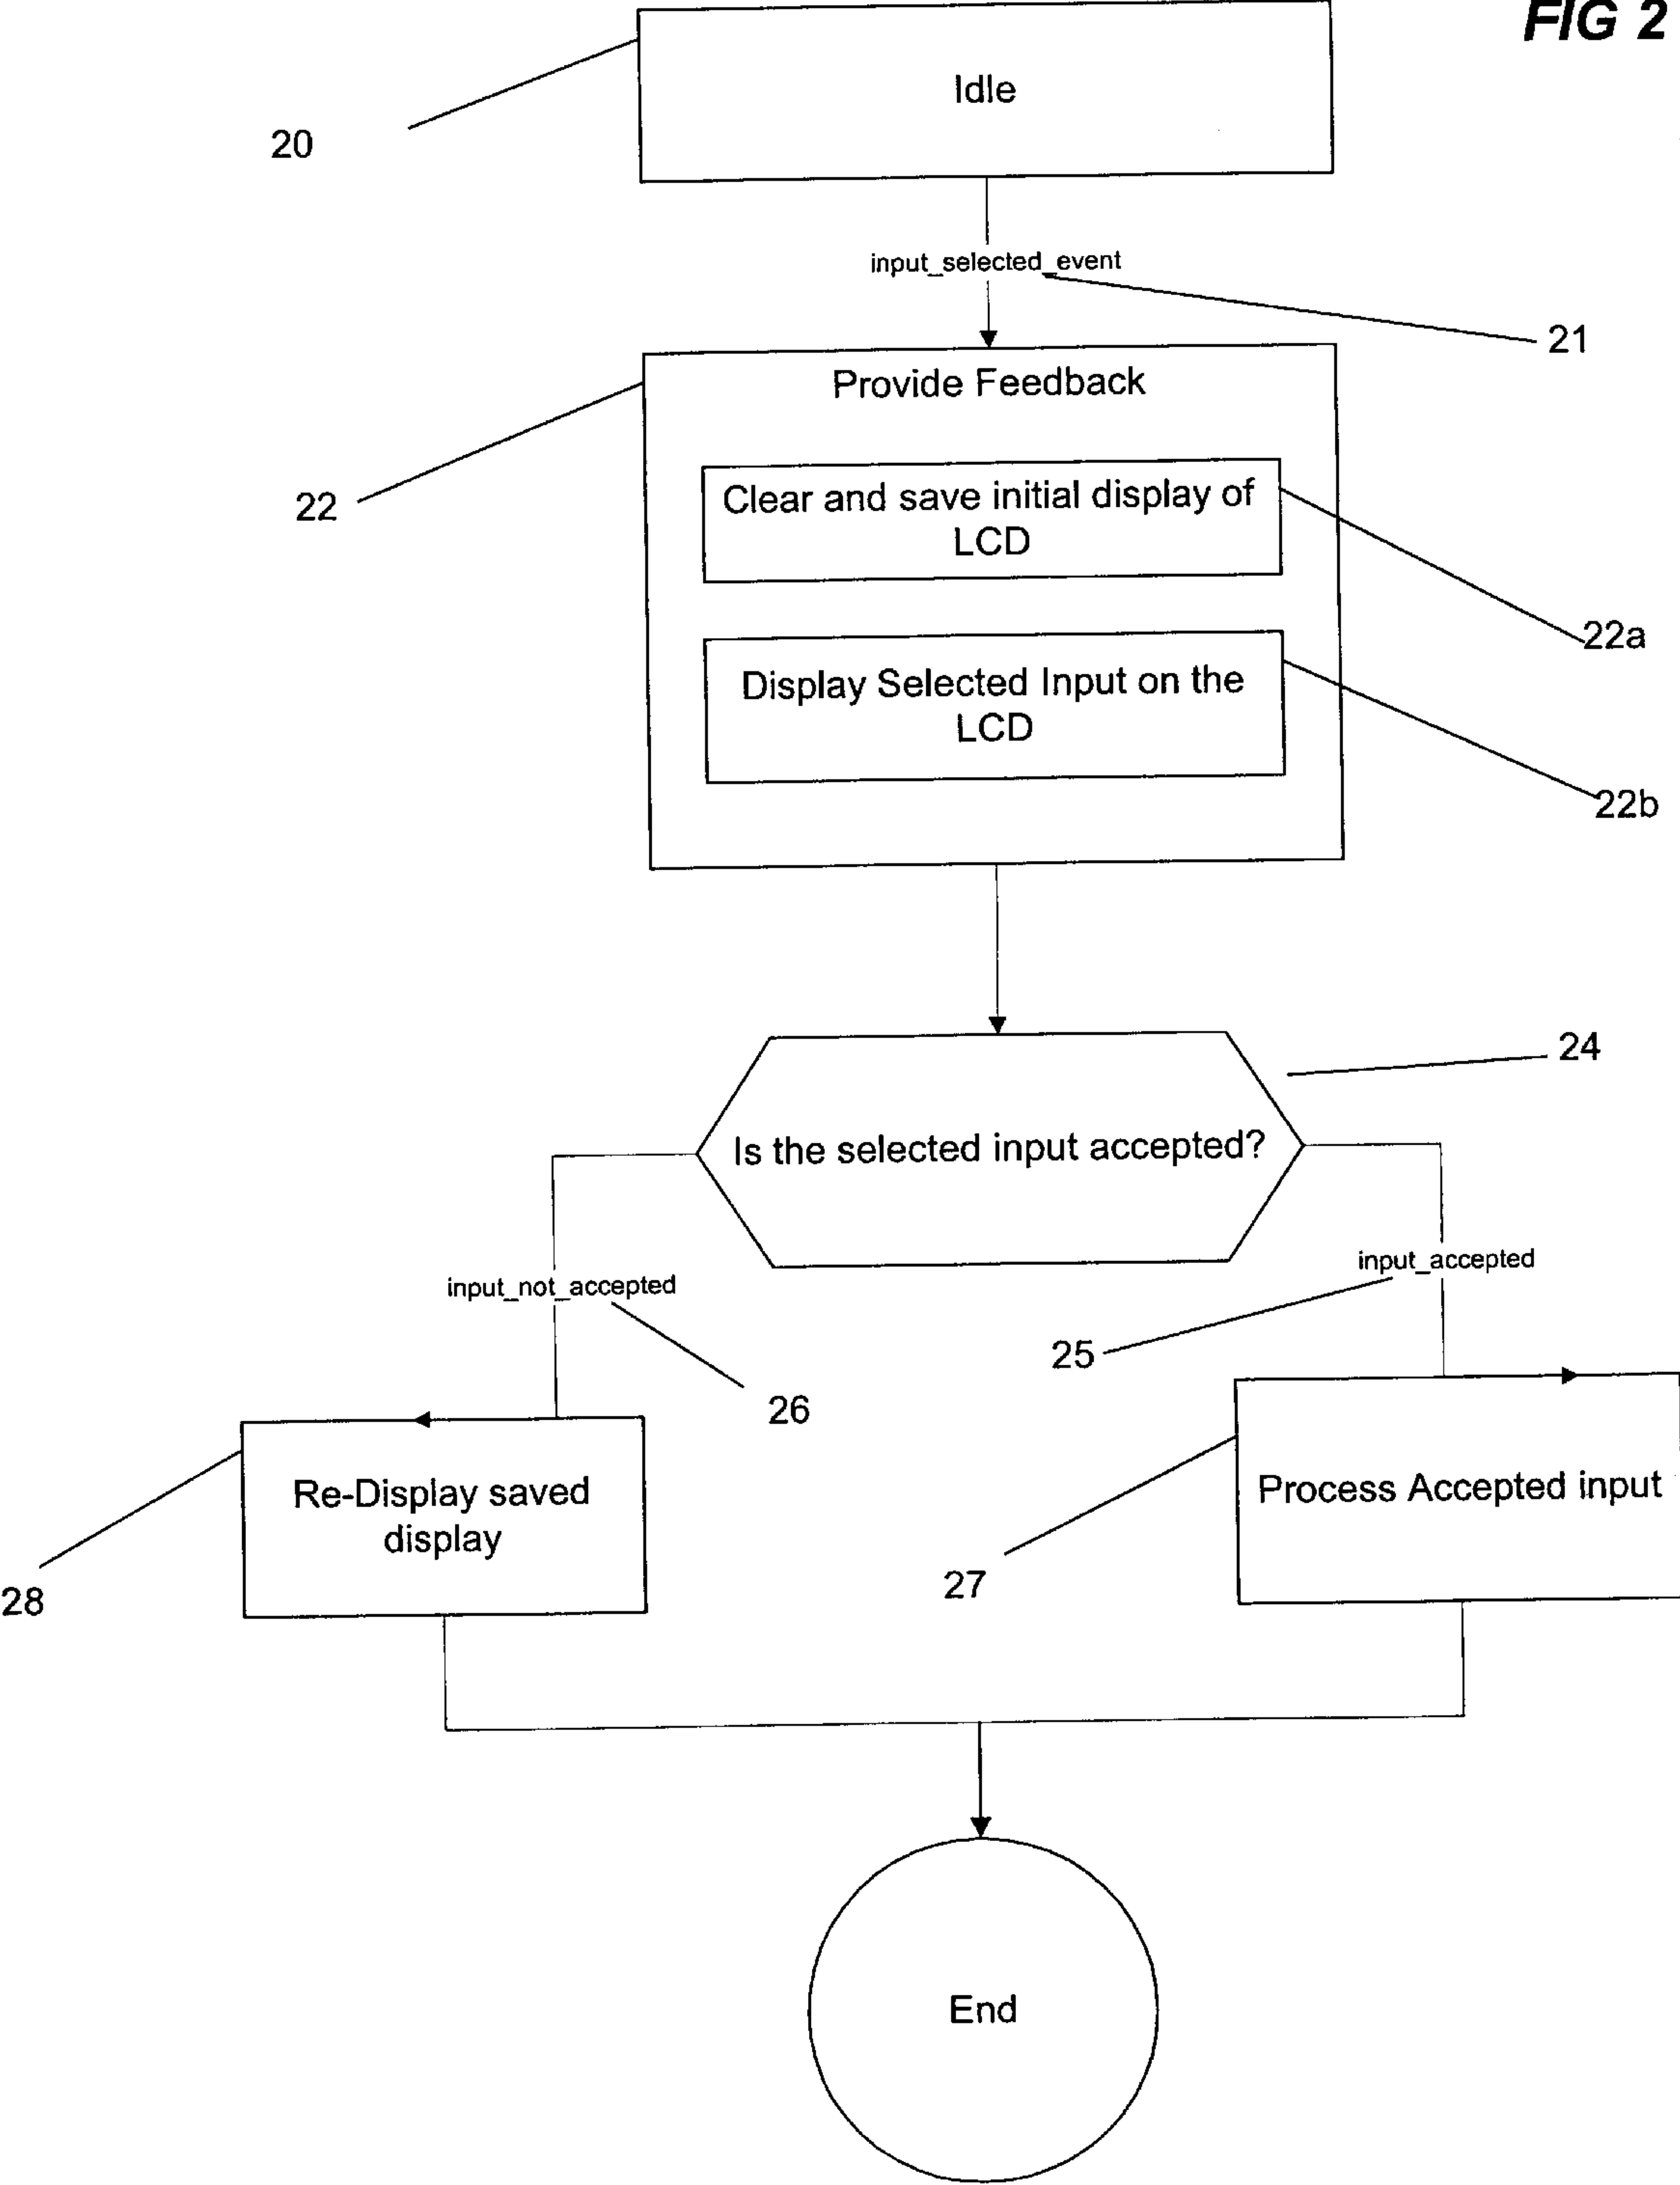 FIG 2
Idle
20
input_selected_event
21
Provide Feedback
22
Clear and save initial display of
LCD
22a
Display Selected Input on the
LCD
22b
24
Is the selected input accepted?
input_accepted
input_not_accepted
25
26
Re-Display saved
display
Process Accepted input
27
28
End